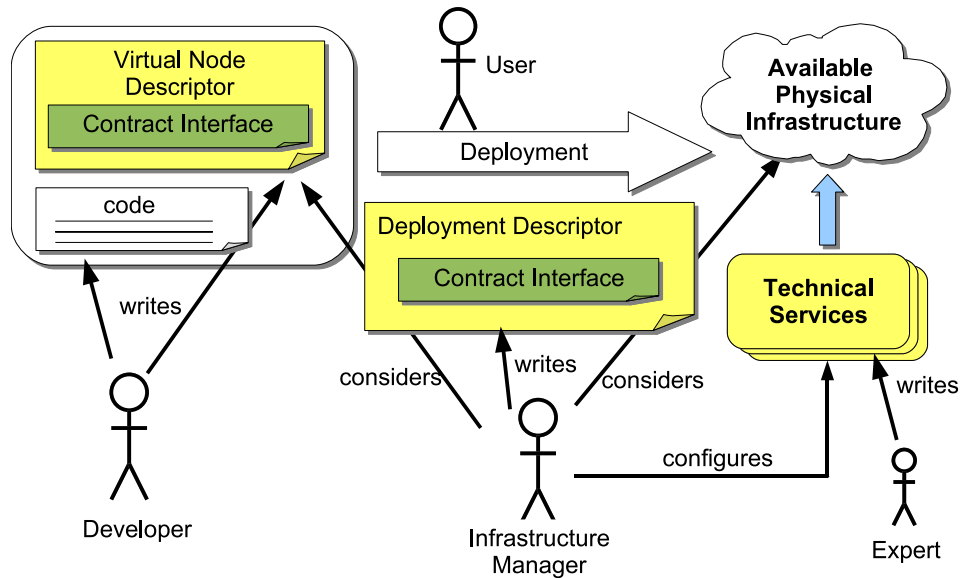 Virtual Node
Descriptor
Contract Interface
code
User
Deployment
Available
Physical
Infrastructure
Deployment Descriptor
Contract Interface
Technical
Services
writes
considers
writes
considers
writes
configures
Developer
Infrastructure
Manager
Expert